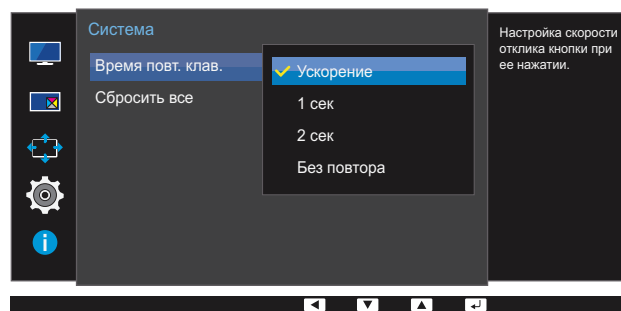 Система
Время повт. клав.
Сбросить все
Ускорение
1 сек
2 сек
Без повтора
Настройка скорости
отклика кнопки при
ее нажатии.